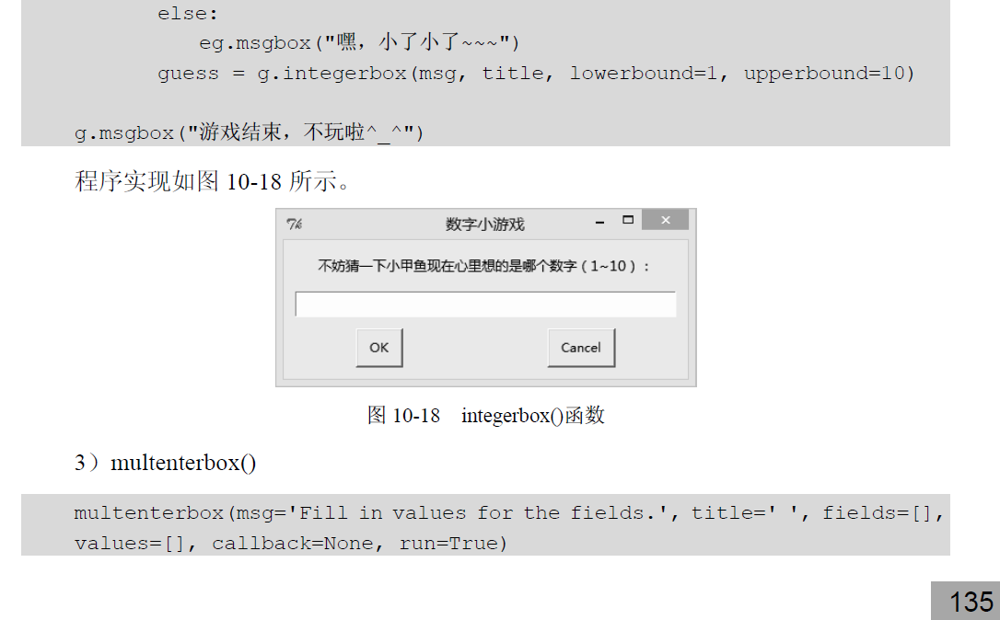 else:
eg.msgbox("嘿，小了小了~~~")
guess = g.integerbox(msg, title, lowerbound=1, upperbound=10)
g.msgbox("游戏结束，不玩啦^_^")
程序实现如图 10-18 所示。
数字小游戏
不妨猜一下小甲鱼现在心里想的是哪个数字（1~10）：
OK Cancel
图 10-18 integerbox()函数
3）multenterbox()
multenterbox(msg='Fill in values for the fields.', title=' ', fields=[],
values=[], callback=None, run=True)
135